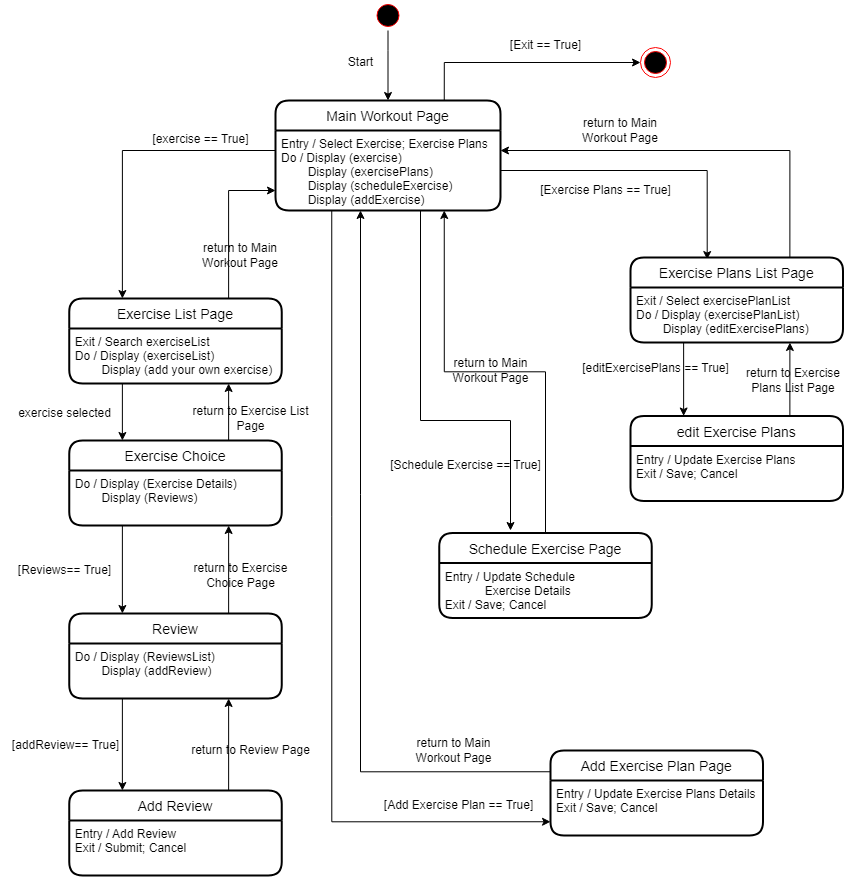 [Exit == True]
Start
Main Workout Page
Entry / Select Exercise; Exercise Plans
Do / Display (exercise)
Display (exercisePlans)
Display (scheduleExercise)
Display (addExercise)
[exercise == True]
return to Main
Workout Page
[Exercise Plans == True]
return to Main
Workout Page
Exercise List Page
Exit / Search exerciseList
Do / Display (exerciseList)
Display (add your own exercise)
Exercise Plans List Page
Exit / Select exercisePlanList
Do / Display (exercisePlanList)
Display (editExercisePlans)
exercise selected
return to Exercise List
Page
return to Main
Workout Page
[editExercisePlans == True]
return to Exercise
Plans List Page
Exercise Choice
Do / Display (Exercise Details)
Display (Reviews)
edit Exercise Plans
Entry / Update Exercise Plans
Exit / Save; Cancel
[Schedule Exercise == True]
Schedule Exercise Page
Entry / Update Schedule
Exercise Details
Exit / Save; Cancel
[Reviews== True]
return to Exercise
Choice Page
Review
Do / Display (ReviewsList)
Display (addReview)
[addReview== True]
return to Review Page
return to Main
Workout Page
Add Exercise Plan Page
Entry / Update Exercise Plans Details
Exit / Save; Cancel
[Add Exercise Plan == True]
Add Review
Entry / Add Review
Exit / Submit; Cancel